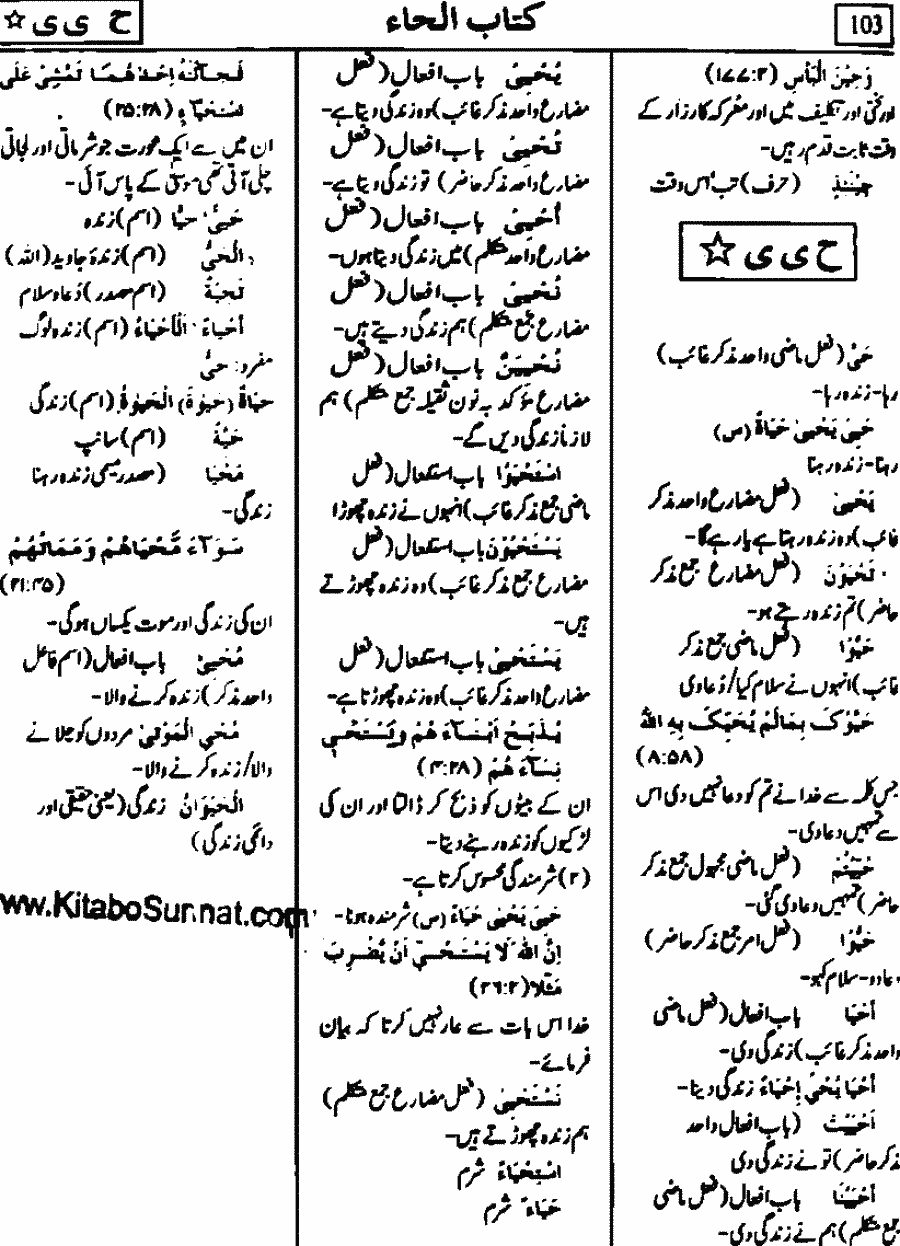 103
کتاب الحاء
ح ی ی ☆
وَحِیْنَ الْبَأْسِ (۱۷۷:۲)
اور سختی اور تکلیف میں اور معرکہ کارزار کے
وقت ثابت قدم رہیں۔
حِیْنَئِذٍ (حرف) تب اُس وقت
ح ی ی ☆
حَیَّ (فعل ماضی واحد مذکر غائب)
رہا۔ زندہ رہا۔
حَیِیَ یَحْیٰی حَیَاةً (س)
رہنا۔ زندہ رہنا
یَحْیٰی (فعل مضارع واحد مذکر
غائب) وہ زندہ رہتا ہے یا رہے گا۔
تَحْیَوْنَ (فعل مضارع جمع مذکر
حاضر) تم زندہ رہتے ہو۔
حَیَّوْا (فعل ماضی جمع مذکر
غائب) انہوں نے سلام کیا/دُعا دی
حَیَّوْکَ بِمَا لَمْ یُحَیِّکَ بِهِ اللّٰهُ
(۸:۵۸)
جس کلمہ سے خدا نے تم کو دعا نہیں دی اس
سے تمہیں دعا دی۔
حُیِّیْتُمْ (فعل ماضی مجہول جمع مذکر
حاضر) تمہیں دعا دی گئی۔
حَیُّوْا (فعل امر جمع مذکر حاضر)
دعا دو۔ سلام کہو۔
اَحْیَا باب افعال (فعل ماضی
واحد مذکر غائب) زندگی دی۔
اَحْیَا یُحْیِیْ اِحْیَاءً زندگی دینا۔
اَحْیَیْتَ (باب افعال واحد
مذکر حاضر) تو نے زندگی دی
اَحْیَیْنَا باب افعال (فعل ماضی
جمع متکلم) ہم نے زندگی دی۔
یُحْیِیْ باب افعال (فعل
مضارع واحد مذکر غائب) وہ زندگی دیتا ہے۔
تُحْیِیْ باب افعال (فعل
مضارع واحد مذکر حاضر) تو زندگی دیتا ہے۔
اُحْیِیْ باب افعال (فعل
مضارع واحد متکلم) میں زندگی دیتا ہوں۔
نُحْیِیْ باب افعال (فعل
مضارع جمع متکلم) ہم زندگی دیتے ہیں۔
نُحْیِیَنَّ باب افعال (فعل
مضارع مؤکد بہ نون ثقیلہ جمع متکلم) ہم
لازماً زندگی دیں گے۔
اسْتَحْیَوْا باب استفعال (فعل
ماضی جمع مذکر غائب) انہوں نے زندہ چھوڑا
یَسْتَحْیُوْنَ باب استفعال (فعل
مضارع جمع مذکر غائب) وہ زندہ چھوڑتے
ہیں۔
یَسْتَحْیِیْ باب استفعال (فعل
مضارع واحد مذکر غائب) وہ زندہ چھوڑتا ہے۔
یُذَبِّحُ اَبْنَآءَ هُمْ وَیَسْتَحْیٖ
نِسَآءَ هُمْ (۴:۲۸)
ان کے بیٹوں کو ذبح کر ڈالتا اور ان کی
لڑکیوں کو زندہ رہنے دیتا۔
(۲) شرمندگی محسوس کرتا ہے۔
حَیِیَ یَحْیٰی حَیَاءً (س) شرمندہ ہونا۔
اِنَّ اللّٰهَ لَا یَسْتَحْیٖ اَنْ یَّضْرِبَ
مَثَلًا (۲۶:۲)
خدا اس بات سے عار نہیں کرتا کہ بیان
فرمائے۔
نَسْتَحْیِیْ (فعل مضارع جمع متکلم)
ہم زندہ چھوڑتے ہیں۔
اسْتِحْیَاءٌ شرم
حَیَاءٌ شرم
فَجَآءَتْهُ اِحْدٰهُمَا تَمْشِیْ عَلَی
اسْتِحْیَآءٍ (۲۵:۲۸)
ان میں سے ایک عورت جو شرماتی اور لجاتی
چلی آتی تھی موسیٰ کے پاس آئی۔
حَیٌّ، حَیًّا (اسم) زندہ
الْحَیُّ (اسم) زندۂ جاوید (اللہ)
تَحِیَّةٌ (اسم مصدر) دُعا و سلام
اَحْیَاءٌ، الْاَحْیَاءُ (اسم) زندہ لوگ
مفرد: حَیٌّ
حَیَاةٌ (حَیٰوةٌ) الْحَیٰوةُ (اسم) زندگی
حَیَّةٌ (اسم) سانپ
مَحْیَا (مصدر میمی زندہ رہنا
زندگی۔
سَوَآءً مَّحْیَاهُمْ وَمَمَاتُهُمْ
(۲۱:۴۵)
ان کی زندگی اور موت یکساں ہوگی۔
مُحْیِیْ باب افعال (اسم فاعل
واحد مذکر) زندہ کرنے والا۔
مُحْیِ الْمَوْتٰی مردوں کو جِلانے
والا/زندہ کرنے والا۔
الْحَیَوَانُ زندگی (یعنی حقیقی اور
دائمی زندگی)
ww.KitaboSunnat.com